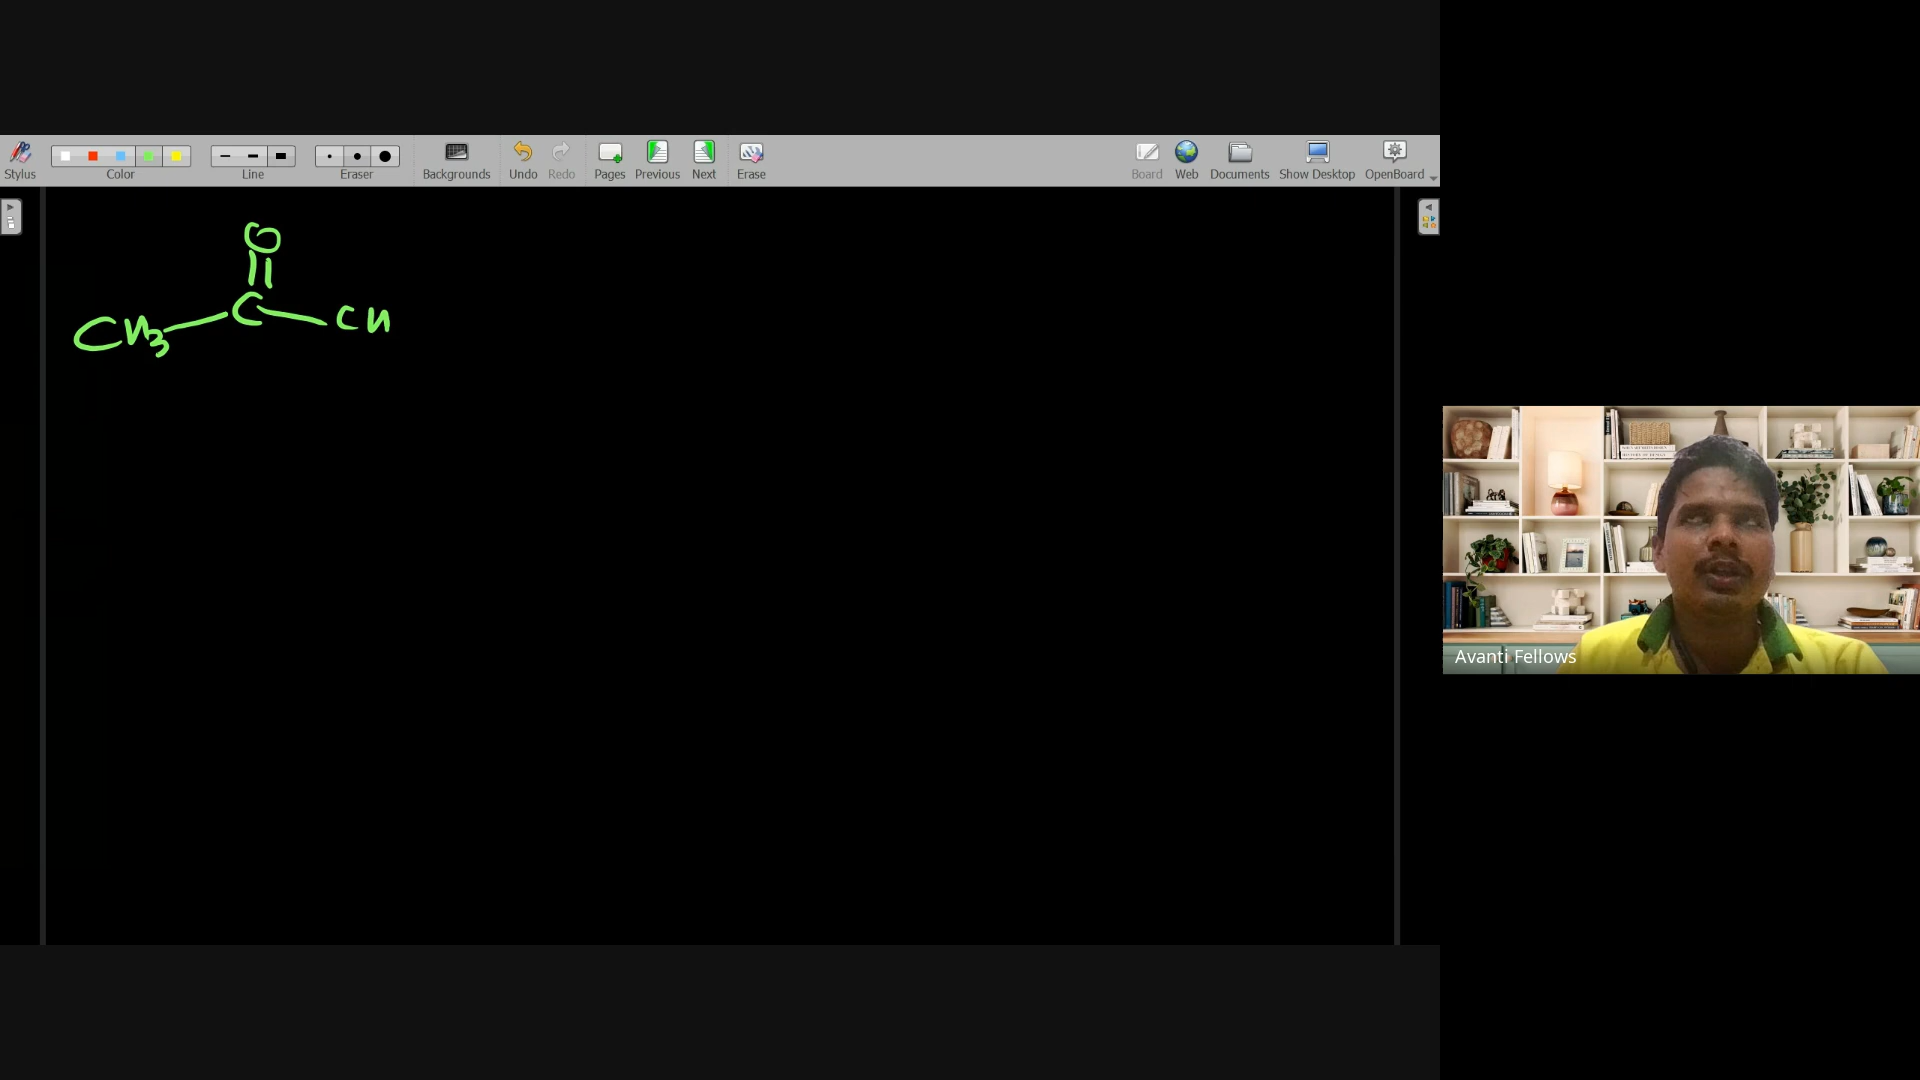 Stylus Color Line Eraser Backgrounds Undo Redo Pages Previous Next Erase Board Web Documents Show Desktop OpenBoard
O
CH3 C CH
Avanti Fellows